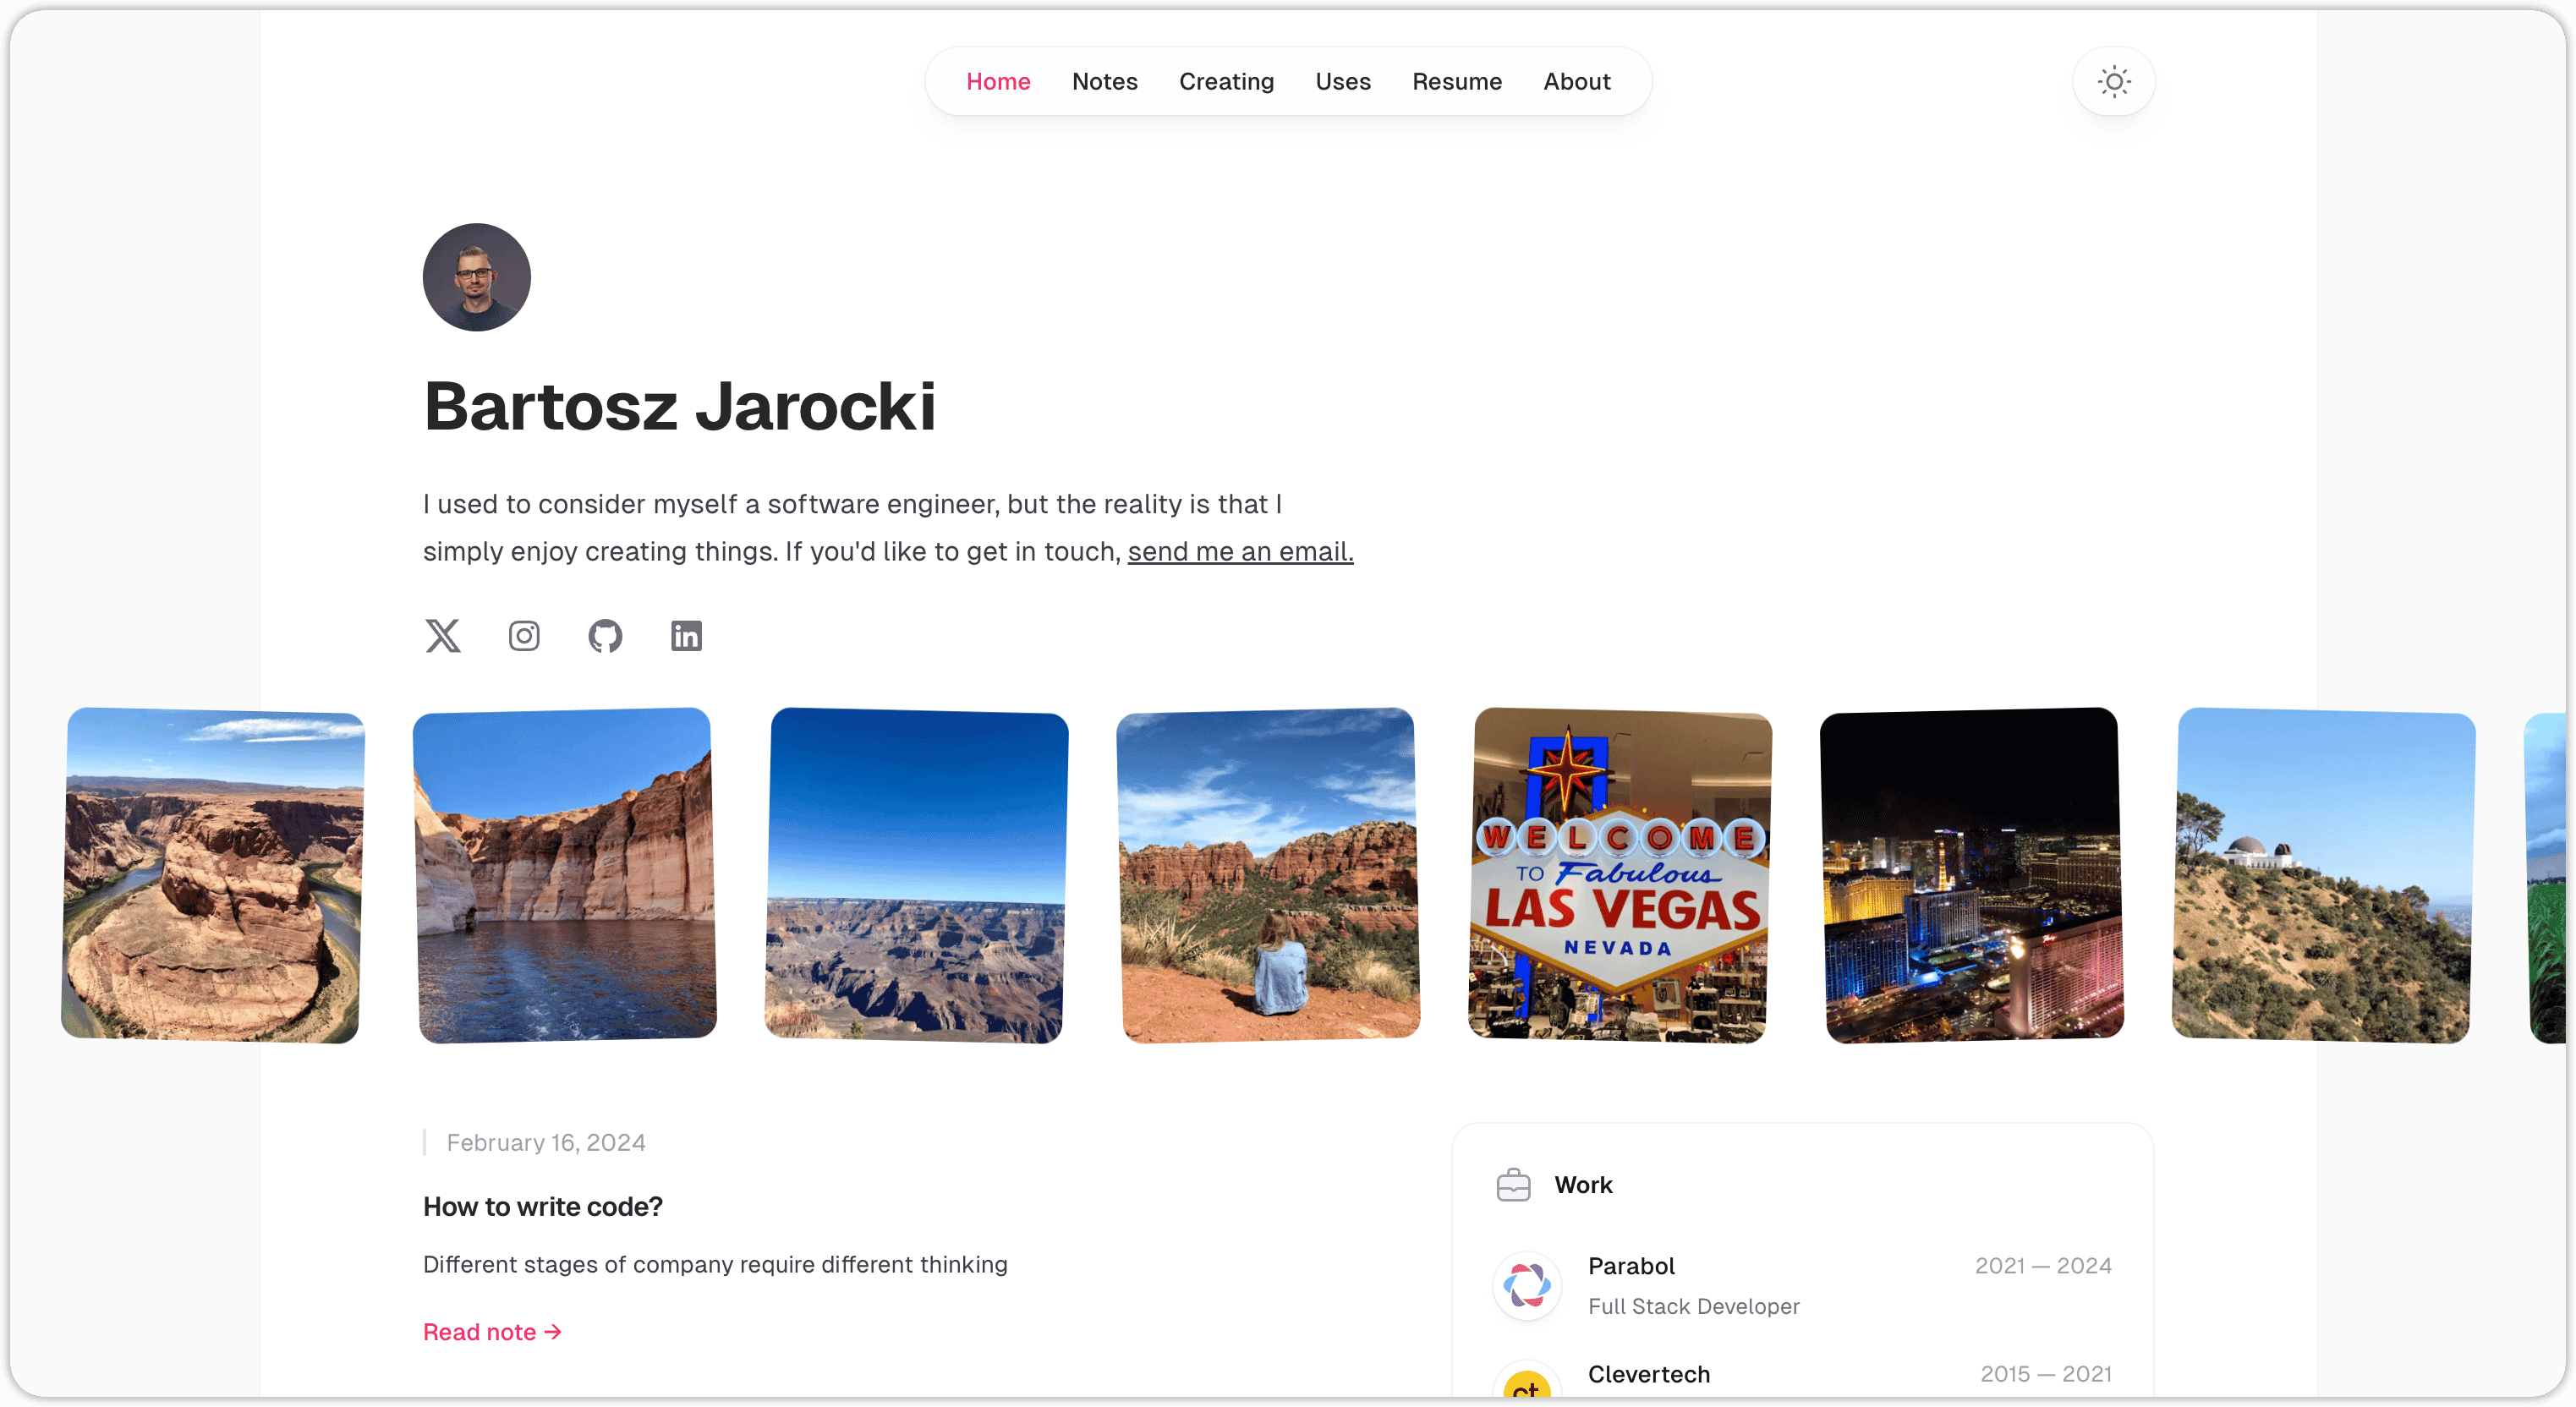 Home Notes Creating Uses Resume About
Bartosz Jarocki
I used to consider myself a software engineer, but the reality is that I
simply enjoy creating things. If you'd like to get in touch, send me an email.
in
WELCOME
TO Fabulous
LAS VEGAS
NEVADA
February 16, 2024
How to write code?
Different stages of company require different thinking
Read note →
Work
Parabol 2021 — 2024
Full Stack Developer
Clevertech 2015 — 2021
ct